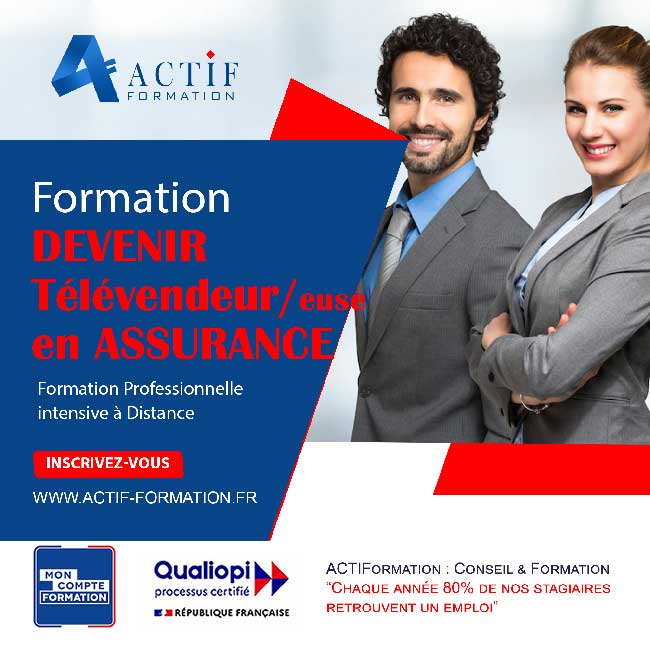 ACTIF
FORMATION
Formation
DEVENIR
Télévendeur/euse
en ASSURANCE
Formation Professionnelle
intensive à Distance
INSCRIVEZ-VOUS
WWW.ACTIF-FORMATION.FR
MON
COMPTE
FORMATION
Qualiopi
processus certifié
RÉPUBLIQUE FRANÇAISE
ACTIFormation : Conseil & Formation
"Chaque année 80% de nos stagiaires
retrouvent un emploi"